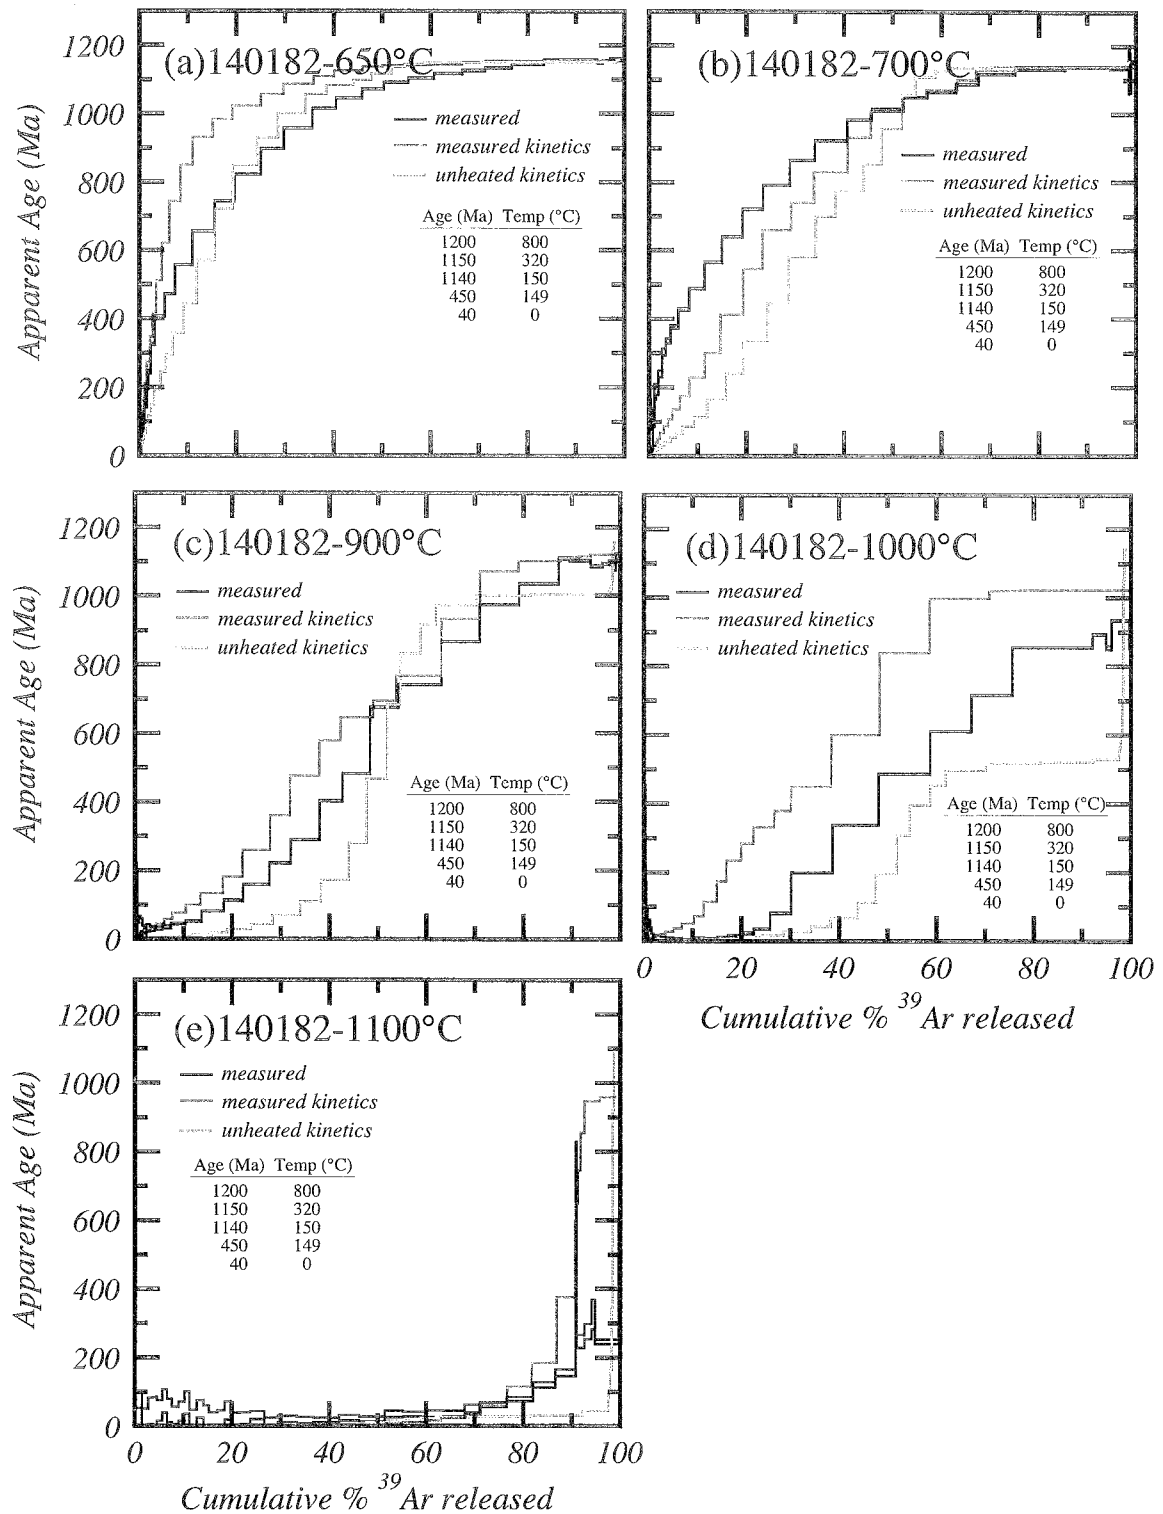 (a)140182-650°C
1200
1000
800
600
400
200
0
Apparent Age (Ma)
measured
measured kinetics
unheated kinetics
Age (Ma) Temp (°C)
1200 800
1150 320
1140 150
450 149
40 0
(b)140182-700°C
measured
measured kinetics
unheated kinetics
Age (Ma) Temp (°C)
1200 800
1150 320
1140 150
450 149
40 0
(c)140182-900°C
1200
1000
800
600
400
200
0
Apparent Age (Ma)
measured
measured kinetics
unheated kinetics
Age (Ma) Temp (°C)
1200 800
1150 320
1140 150
450 149
40 0
(d)140182-1000°C
measured
measured kinetics
unheated kinetics
Age (Ma) Temp (°C)
1200 800
1150 320
1140 150
450 149
40 0
0 20 40 60 80 100
Cumulative % 39Ar released
(e)140182-1100°C
1200
1000
800
600
400
200
0
Apparent Age (Ma)
measured
measured kinetics
unheated kinetics
Age (Ma) Temp (°C)
1200 800
1150 320
1140 150
450 149
40 0
0 20 40 60 80 100
Cumulative % 39Ar released